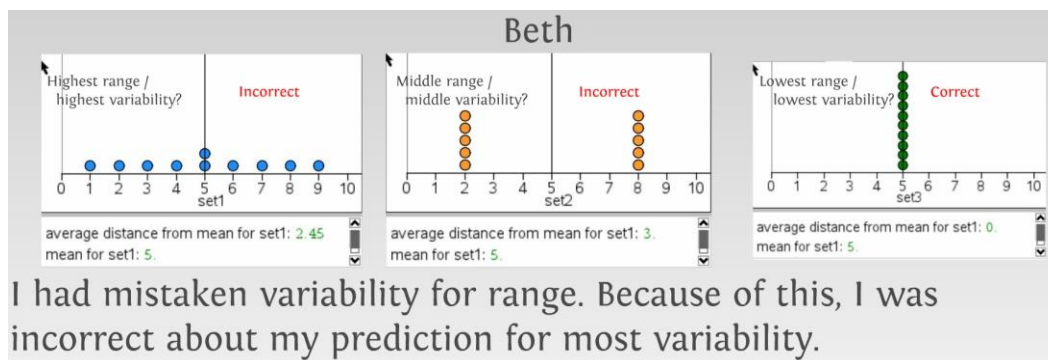 Beth
Highest range /
highest variability?
Incorrect
0 1 2 3 4 5 6 7 8 9 10
set1
average distance from mean for set1: 2.45
mean for set1: 5.
Middle range /
middle variability?
Incorrect
0 1 2 3 4 5 6 7 8 9 10
set2
average distance from mean for set1: 3.
mean for set1: 5.
Lowest range /
lowest variability?
Correct
0 1 2 3 4 5 6 7 8 9 10
set3
average distance from mean for set1: 0.
mean for set1: 5.
I had mistaken variability for range. Because of this, I was
incorrect about my prediction for most variability.